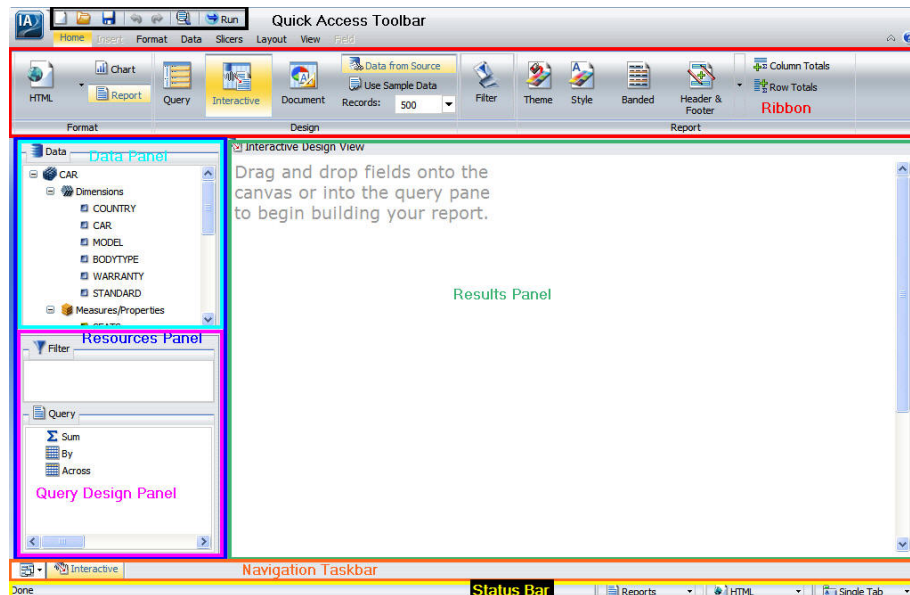 IA
Run
Quick Access Toolbar
Home Insert Format Data Slicers Layout View Field
Chart
Report
HTML
Format
Query
Interactive
Document
Data from Source
Use Sample Data
Records: 500
Design
Filter
Theme
Style
Banded
Header &
Footer
Report
Column Totals
Row Totals
Ribbon
Data
Data Panel
CAR
Dimensions
COUNTRY
CAR
MODEL
BODYTYPE
WARRANTY
STANDARD
Measures/Properties
SEATS
Resources Panel
Filter
Query
Sum
By
Across
Query Design Panel
Interactive Design View
Drag and drop fields onto the
canvas or into the query pane
to begin building your report.
Results Panel
Interactive
Navigation Taskbar
Done
Status Bar
Reports
HTML
Single Tab